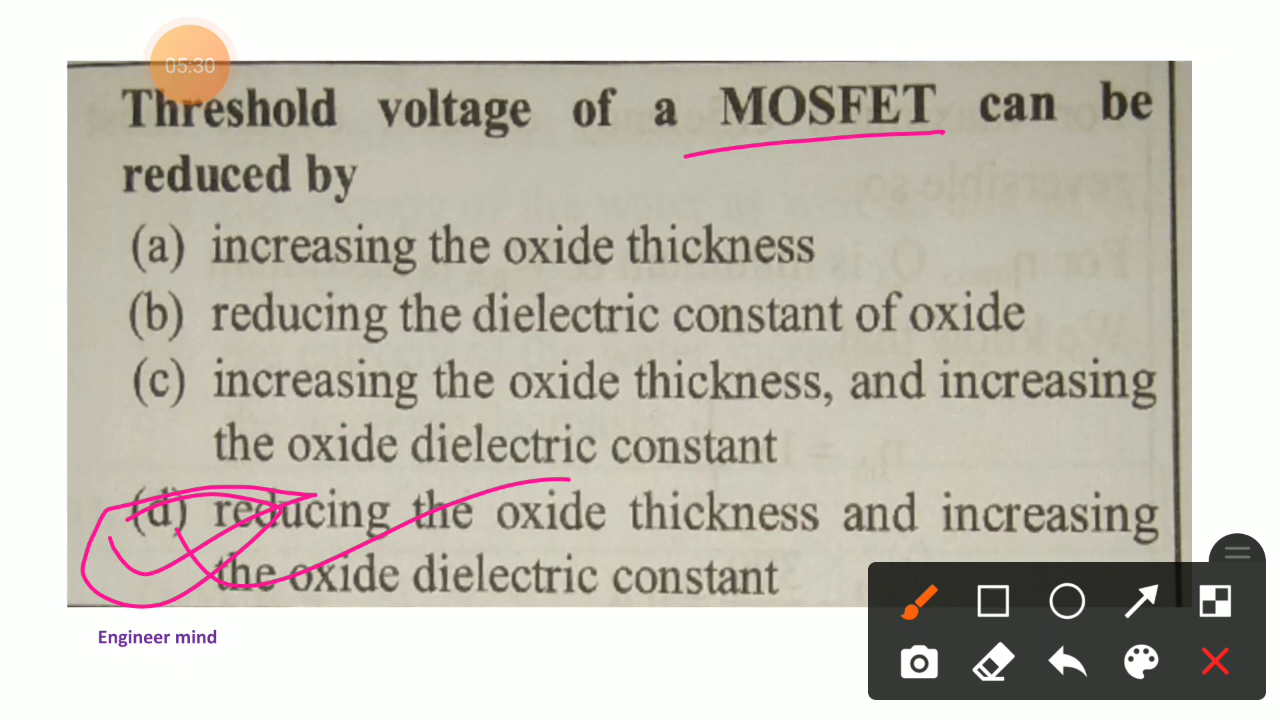 05:30
Threshold voltage of a MOSFET can be
reduced by
(a) increasing the oxide thickness
(b) reducing the dielectric constant of oxide
(c) increasing the oxide thickness, and increasing
the oxide dielectric constant
(d) reducing the oxide thickness and increasing
the oxide dielectric constant
Engineer mind